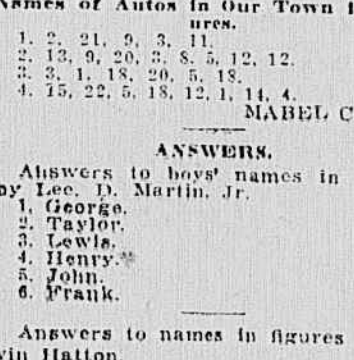 Names of Autos in Our Town
ures.
1. 2, 21, 9, 3, 11.
2. 13, 9, 20, 3, 8, 5, 12, 12.
3. 3, 1, 18, 20, 5, 18.
4. 15, 22, 5, 18, 12, 1, 14, 4.
MABEL C
ANSWERS.
Answers to boys' names in
by Lee. D. Martin, Jr.
1. George.
2. Taylor.
3. Lewis.
4. Henry.
5. John.
6. Frank.
Answers to names in figures
vin Hatton